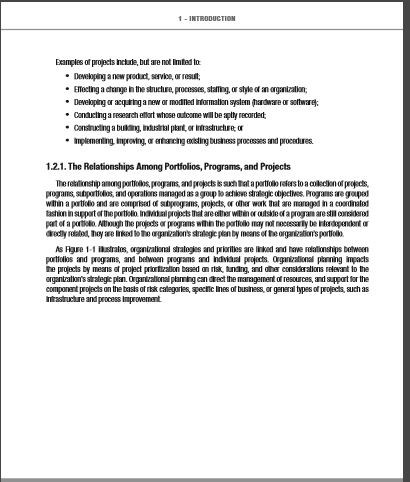 1 - INTRODUCTION
Examples of projects include, but are not limited to:
• Developing a new product, service, or result;
• Effecting a change in the structure, processes, staffing, or style of an organization;
• Developing or acquiring a new or modified information system (hardware or software);
• Conducting a research effort whose outcome will be aptly recorded;
• Constructing a building, industrial plant, or infrastructure; or
• Implementing, improving, or enhancing existing business processes and procedures.
1.2.1. The Relationships Among Portfolios, Programs, and Projects
The relationship among portfolios, programs, and projects is such that a portfolio refers to a collection of projects,
programs, subportfolios, and operations managed as a group to achieve strategic objectives. Programs are grouped
within a portfolio and are comprised of subprograms, projects, or other work that are managed in a coordinated
fashion in support of the portfolio. Individual projects that are either within or outside of a program are still considered
part of a portfolio. Although the projects or programs within the portfolio may not necessarily be interdependent or
directly related, they are linked to the organization's strategic plan by means of the organization's portfolio.
As Figure 1-1 illustrates, organizational strategies and priorities are linked and have relationships between
portfolios and programs, and between programs and individual projects. Organizational planning impacts
the projects by means of project prioritization based on risk, funding, and other considerations relevant to the
organization's strategic plan. Organizational planning can direct the management of resources, and support for the
component projects on the basis of risk categories, specific lines of business, or general types of projects, such as
infrastructure and process improvement.